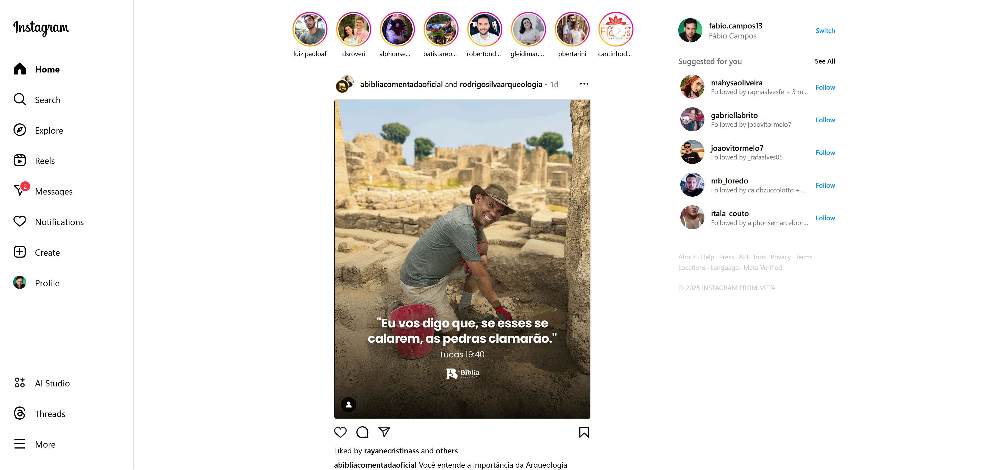 Instagram
Home
Search
Explore
Reels
2
Messages
Notifications
Create
Profile
AI Studio
Threads
More
luiz.pauloaf
dsroveri
alphonse...
batistarep...
robertond...
gleidimar....
pbertarini
cantinhod...
abibliacomentadaoficial and rodrigosilvaarqueologia • 1d
"Eu vos digo que, se esses se
calarem, as pedras clamarão."
Lucas 19:40
A Bíblia
COMENTADA
Liked by rayanecristinass and others
abibliacomentadaoficial Você entende a importância da Arqueologia
fabio.campos13
Fábio Campos
Switch
Suggested for you
See All
mahysaoliveira
Followed by raphaalvesfe + 3 m...
Follow
gabriellabrito___
Followed by joaovitormelo7
Follow
joaovitormelo7
Followed by _rafaalves05
Follow
mb_loredo
Followed by caiobzuccolotto + ...
Follow
itala_couto
Followed by alphonsemarcelobr...
Follow
About · Help · Press · API · Jobs · Privacy · Terms ·
Locations · Language · Meta Verified
© 2025 INSTAGRAM FROM META